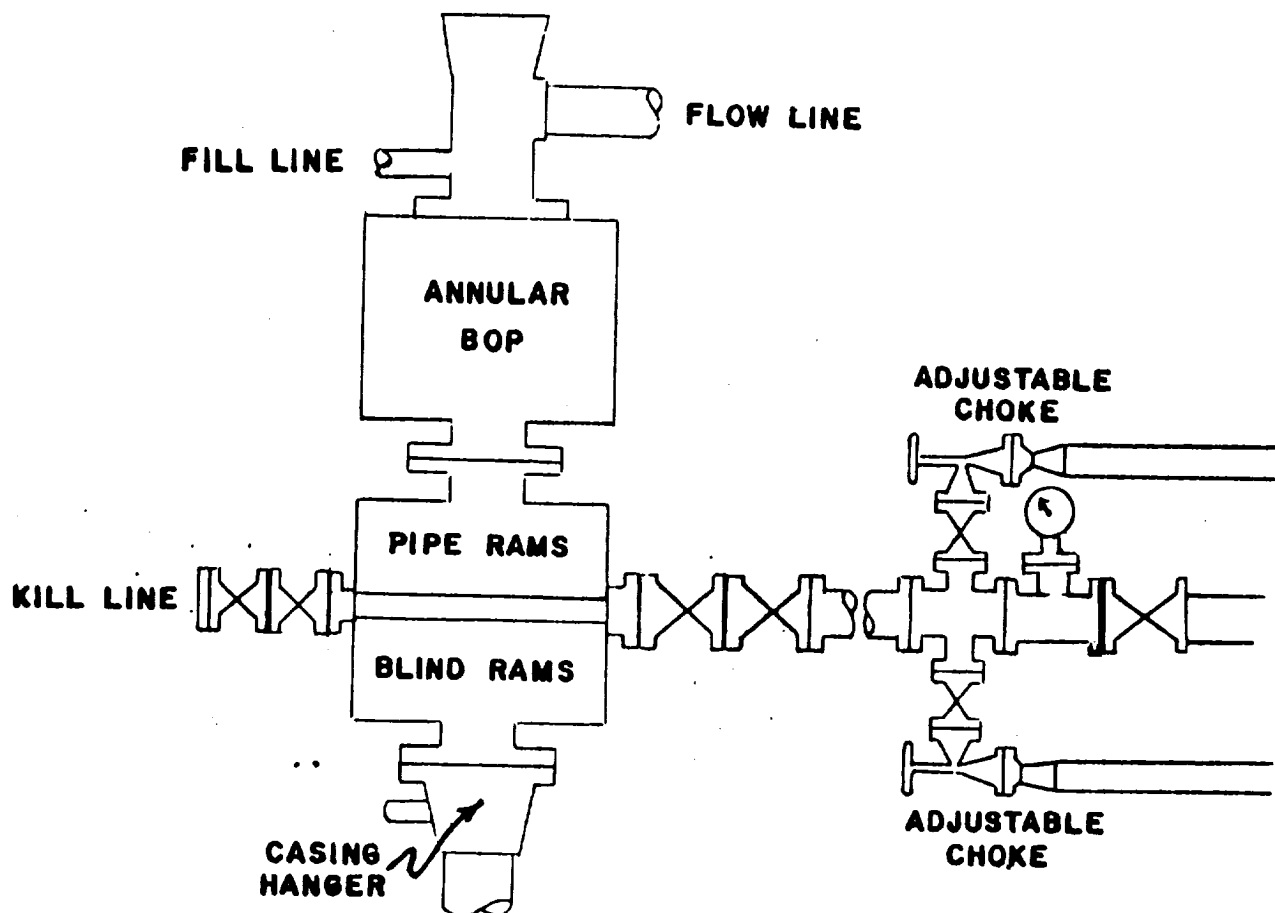 FLOW LINE
FILL LINE
ANNULAR
BOP
ADJUSTABLE
CHOKE
PIPE RAMS
KILL LINE
BLIND RAMS
CASING
HANGER
ADJUSTABLE
CHOKE